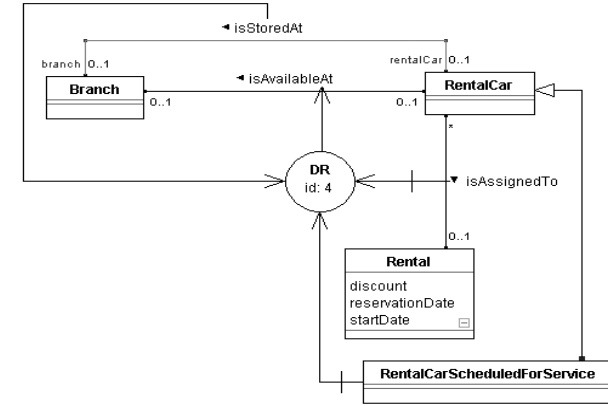 ◄ isStoredAt
branch 0..1
rentalCar 0..1
◄ isAvailableAt
Branch
RentalCar
0..1
0..1
*
DR
id: 4
▼ isAssignedTo
0..1
Rental
discount
reservationDate
startDate
RentalCarScheduledForService